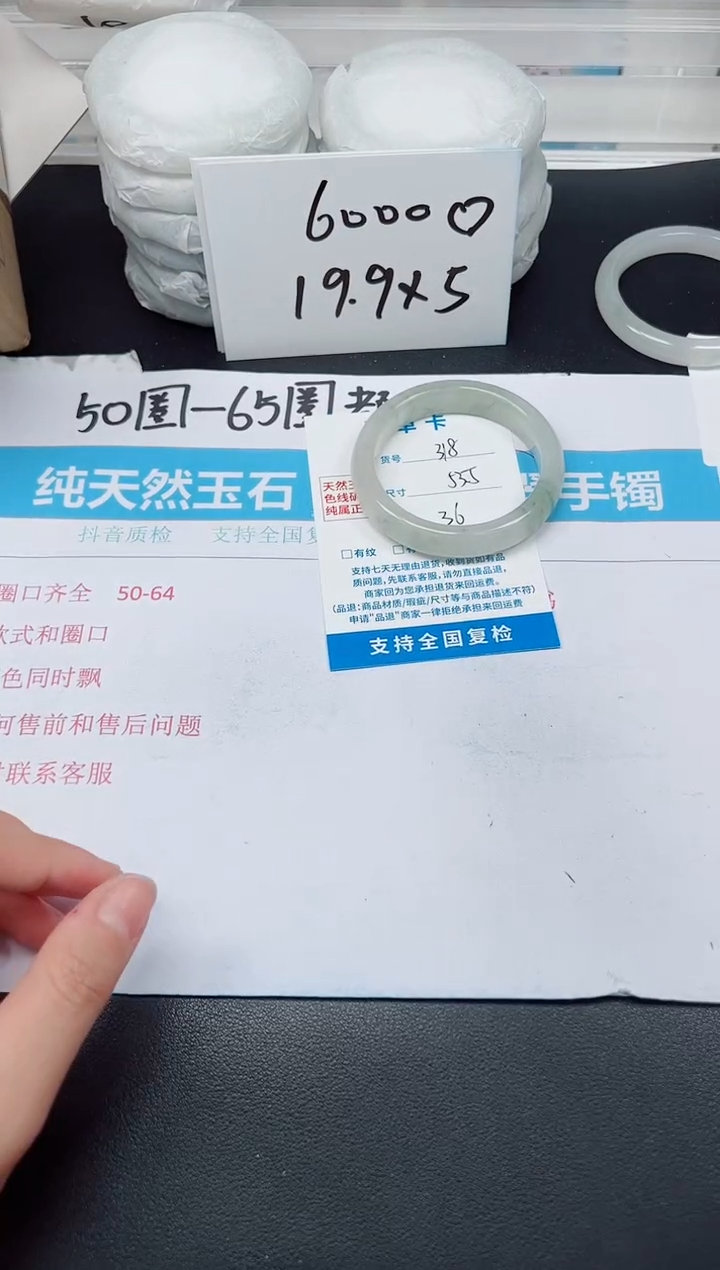 6000♡
19.9×5
50圈—65圈
纯天然玉石
手镯
抖音质检 支持全国复
圈口齐全 50-64
款式和圈口
色同时飘
何售前和售后问题
联系客服
卡
货号 318
尺寸 53.5
36
天然
色线
纯属正
□有纹 □
支持七天无理由退货,收到货如有品
质问题,先联系客服,请勿直接品退,
商家回为您承担退货来回运费。
(品退:商品材质/瑕疵/尺寸等与商品描述不符)
申请"品退"商家一律拒绝承担来回运费
支持全国复检